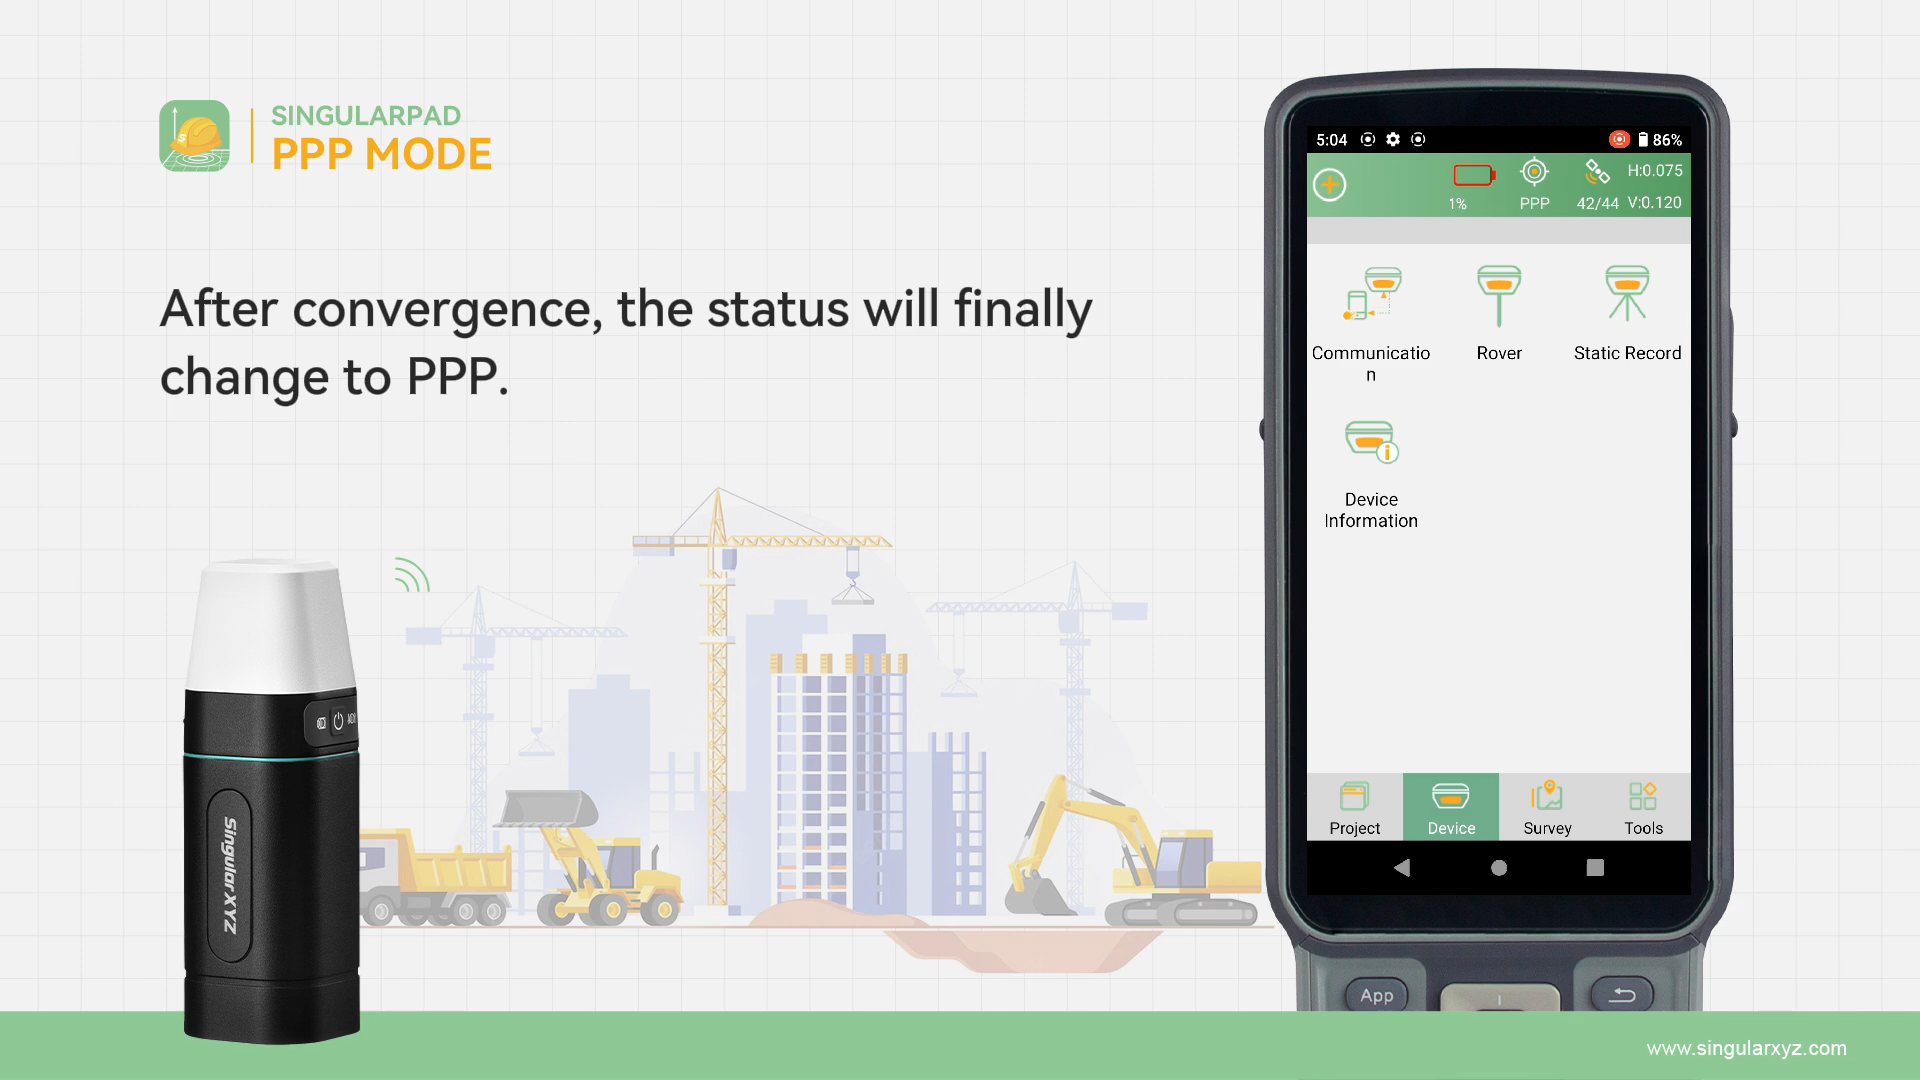 SINGULARPAD
PPP MODE
After convergence, the status will finally
change to PPP.
5:04
86%
1%
PPP
42/44
H:0.075
V:0.120
Communicatio
n
Rover
Static Record
Device
Information
Project
Device
Survey
Tools
App
SingularXYZ
www.singularxyz.com